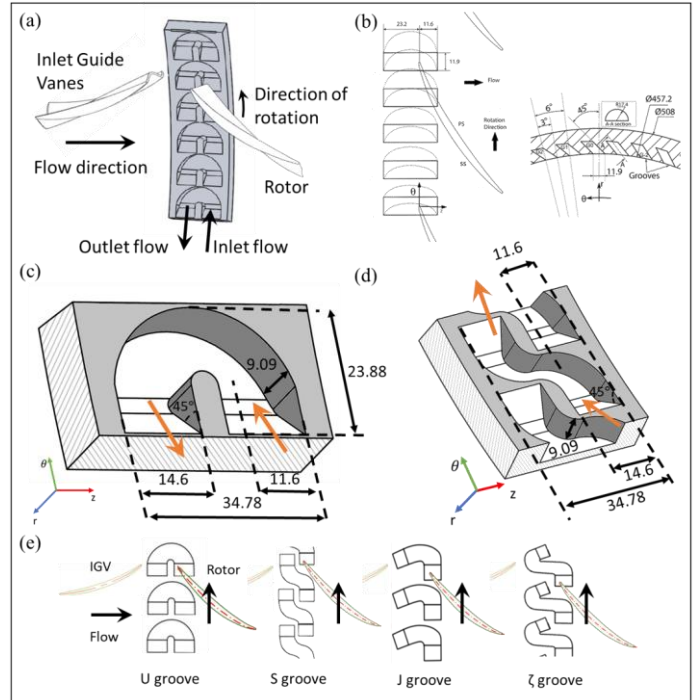 (a)
Inlet Guide
Vanes
Direction of
rotation
Flow direction
Rotor
Outlet flow
Inlet flow
(b)
23.2
11.6
11.9
Flow
Rotation
Direction
PS
SS
θ
6°
3°
45°
R17.4
A-A section
Ø457.2
Ø508
A
11.9
Grooves
r
θ
(c)
9.09
23.88
45°
14.6
11.6
34.78
θ
z
r
(d)
11.6
45°
9.09
14.6
34.78
θ
z
r
(e)
IGV
Rotor
Flow
U groove
S groove
J groove
ζ groove